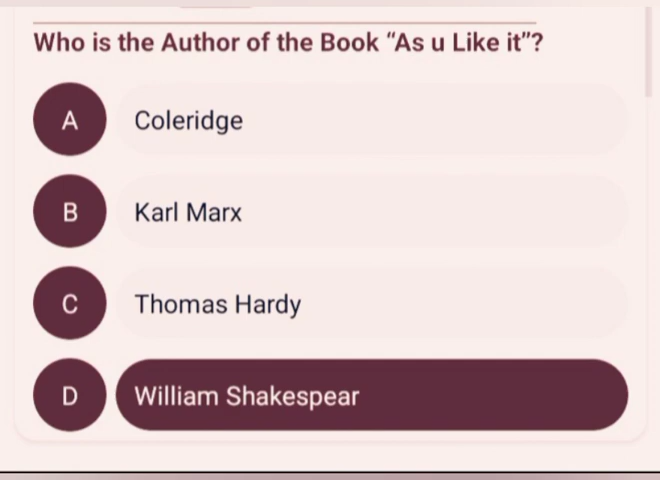 Who is the Author of the Book “As u Like it”?
A Coleridge
B Karl Marx
C Thomas Hardy
D William Shakespear